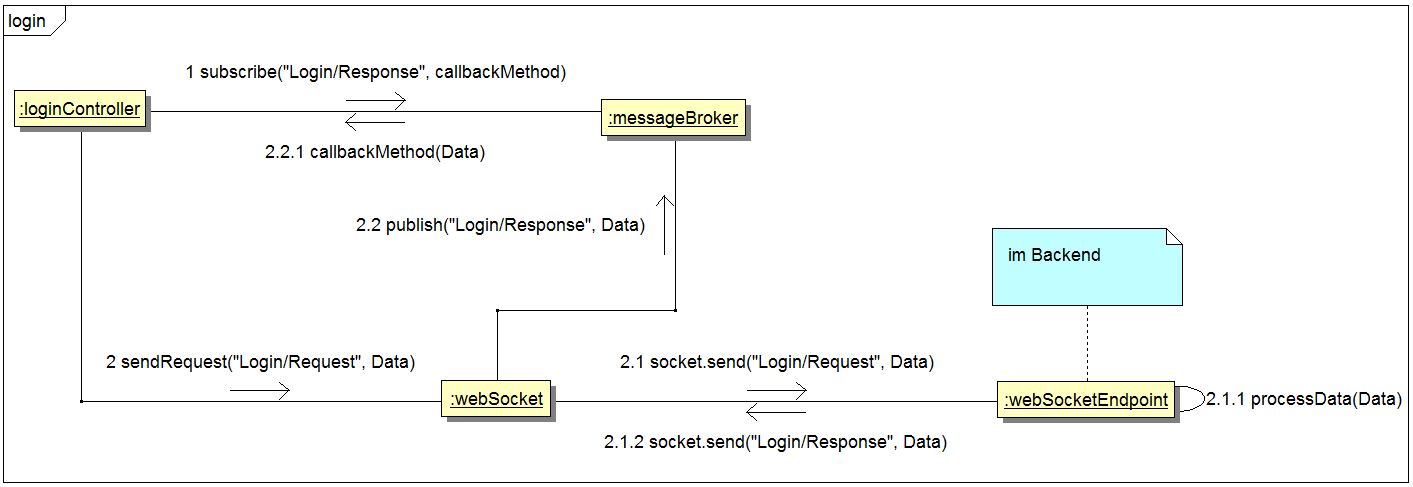 login
1 subscribe("Login/Response", callbackMethod)
:loginController
:messageBroker
2.2.1 callbackMethod(Data)
2.2 publish("Login/Response", Data)
im Backend
2 sendRequest("Login/Request", Data)
2.1 socket.send("Login/Request", Data)
:webSocket
:webSocketEndpoint
2.1.1 processData(Data)
2.1.2 socket.send("Login/Response", Data)